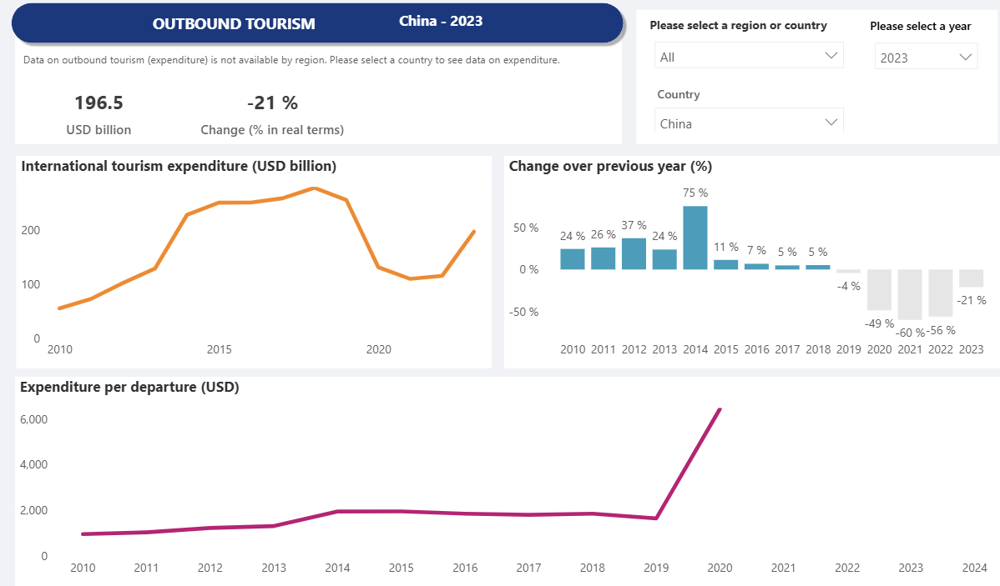 OUTBOUND TOURISM
China - 2023
Data on outbound tourism (expenditure) is not available by region. Please select a country to see data on expenditure.
196.5
-21 %
USD billion
Change (% in real terms)
Please select a region or country
Please select a year
All
2023
Country
China
International tourism expenditure (USD billion)
200
100
0
2010 2015 2020
Change over previous year (%)
50 %
0 %
-50 %
24 % 26 % 37 % 24 % 75 % 11 % 7 % 5 % 5 % -4 % -49 % -60 % -56 % -21 %
2010 2011 2012 2013 2014 2015 2016 2017 2018 2019 2020 2021 2022 2023
Expenditure per departure (USD)
6,000
4,000
2,000
0
2010 2011 2012 2013 2014 2015 2016 2017 2018 2019 2020 2021 2022 2023 2024